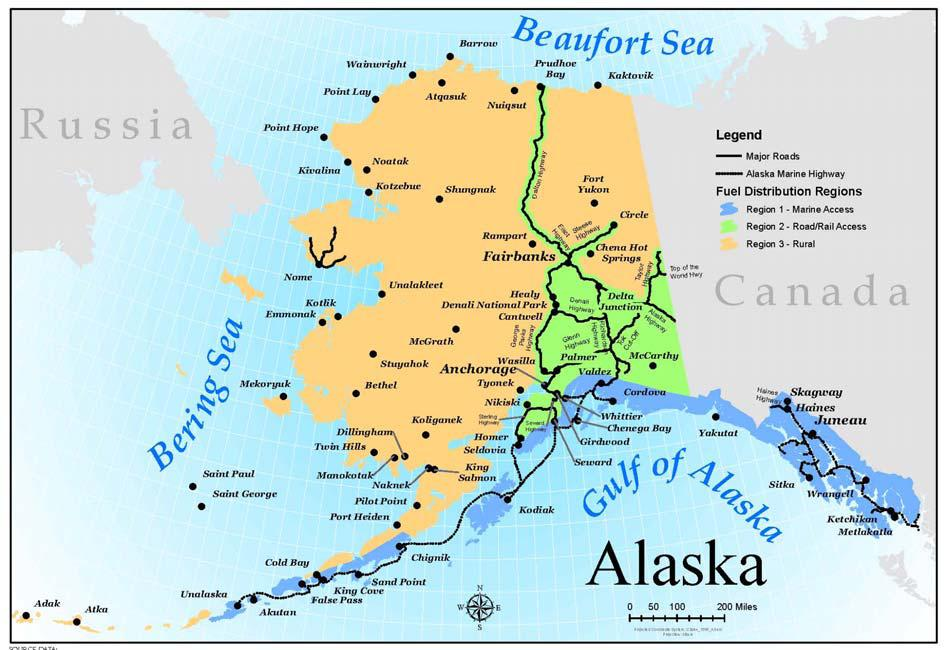 Beaufort Sea
Barrow
Wainwright
Prudhoe
Bay
Kaktovik
Point Lay
Atqasuk
Nuiqsut
Russia
Point Hope
Legend
Major Roads
Alaska Marine Highway
Fuel Distribution Regions
Region 1 - Marine Access
Region 2 - Road/Rail Access
Region 3 - Rural
Kivalina
Noatak
Kotzebue
Shungnak
Dalton Highway
Fort
Yukon
Circle
Rampart
Elliot
Highway
Steese
Highway
Fairbanks
Chena Hot
Springs
Nome
Taylor
Highway
Top of the
World Hwy
Canada
Unalakleet
Healy
Denali National Park
Cantwell
Delta
Junction
Denali
Highway
Kotlik
Emmonak
George
Parks
Highway
Glenn
Highway
Richardson
Highway
Tok
Cut-Off
Alaska
Highway
McGrath
Stuyahok
Wasilla
Palmer
McCarthy
Anchorage
Valdez
Bering Sea
Mekoryuk
Bethel
Tyonek
Cordova
Nikiski
Haines
Highway
Skagway
Haines
Juneau
Koliganek
Sterling
Highway
Seward
Highway
Whittier
Chenega Bay
Girdwood
Yakutat
Dillingham
Twin Hills
Homer
Seldovia
Seward
Manokotak
Naknek
King
Salmon
Gulf of Alaska
Saint Paul
Saint George
Sitka
Wrangell
Pilot Point
Port Heiden
Kodiak
Ketchikan
Metlakatla
Chignik
Alaska
Cold Bay
Sand Point
King Cove
False Pass
Unalaska
Akutan
Adak
Atka
N
W
E
S
0 50 100 200 Miles
SOURCE DATA: